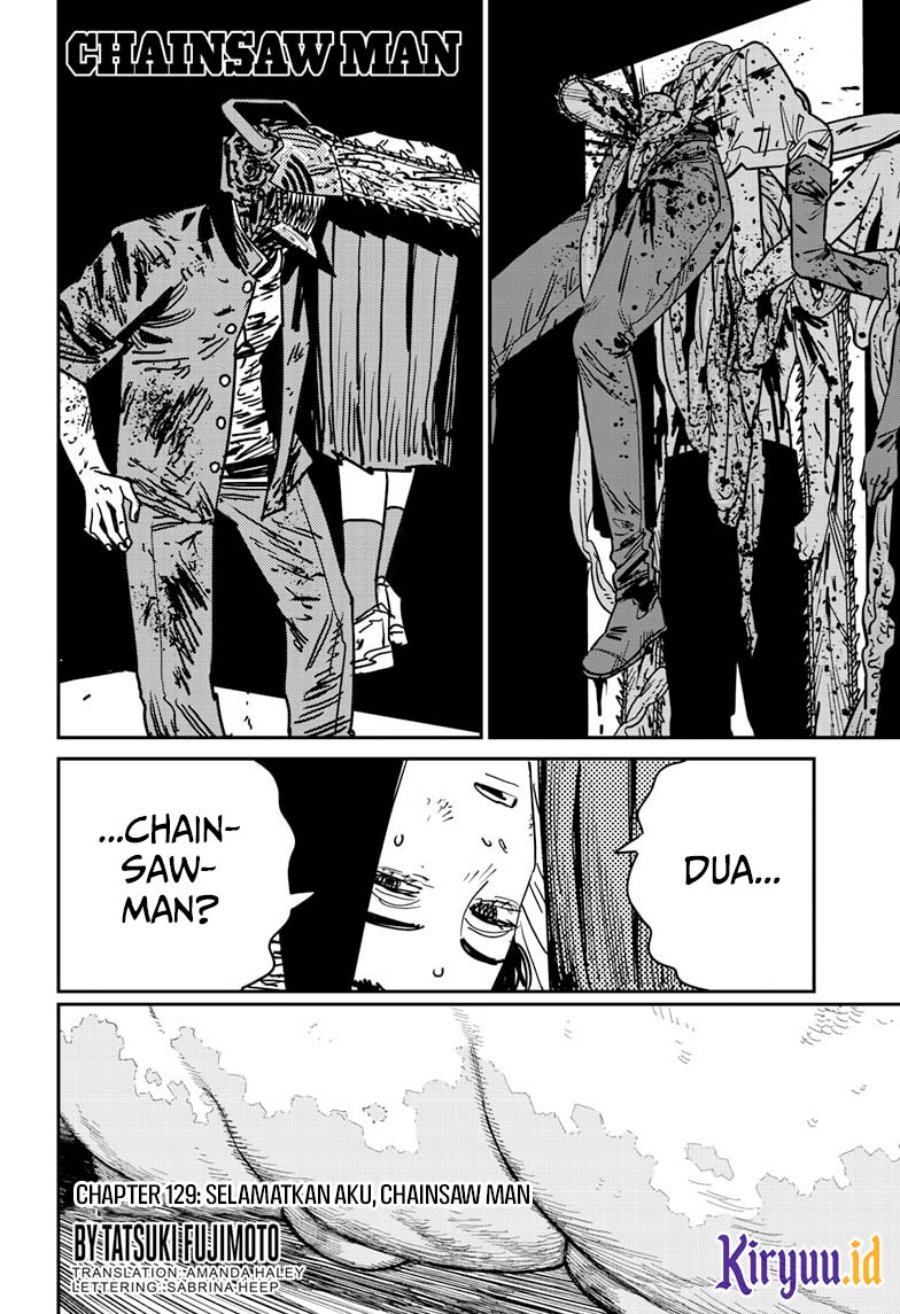 CHAINSAW MAN
DUA...
...CHAIN-
SAW-
MAN?
CHAPTER 129: SELAMATKAN AKU, CHAINSAW MAN
BY TATSUKI FUJIMOTO
TRANSLATION: AMANDA HALEY
LETTERING: SABRINA HEEP
Kiryuu.id